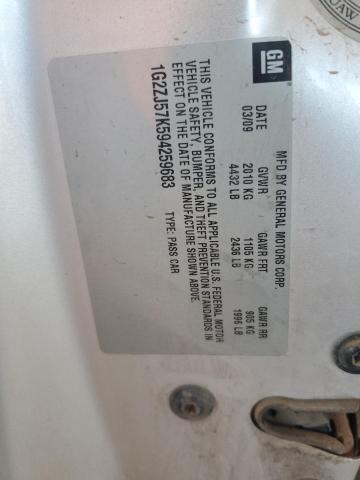 GM
MFD BY GENERAL MOTORS CORP.
DATE GVWR GAWR FRT GAWR RR
03/09 2010 KG 1105 KG 905 KG
4432 LB 2436 LB 1996 LB
THIS VEHICLE CONFORMS TO ALL APPLICABLE U.S. FEDERAL MOTOR
VEHICLE SAFETY, BUMPER, AND THEFT PREVENTION STANDARDS IN
EFFECT ON THE DATE OF MANUFACTURE SHOWN ABOVE.
1G2ZJ57K594259683 TYPE: PASS CAR